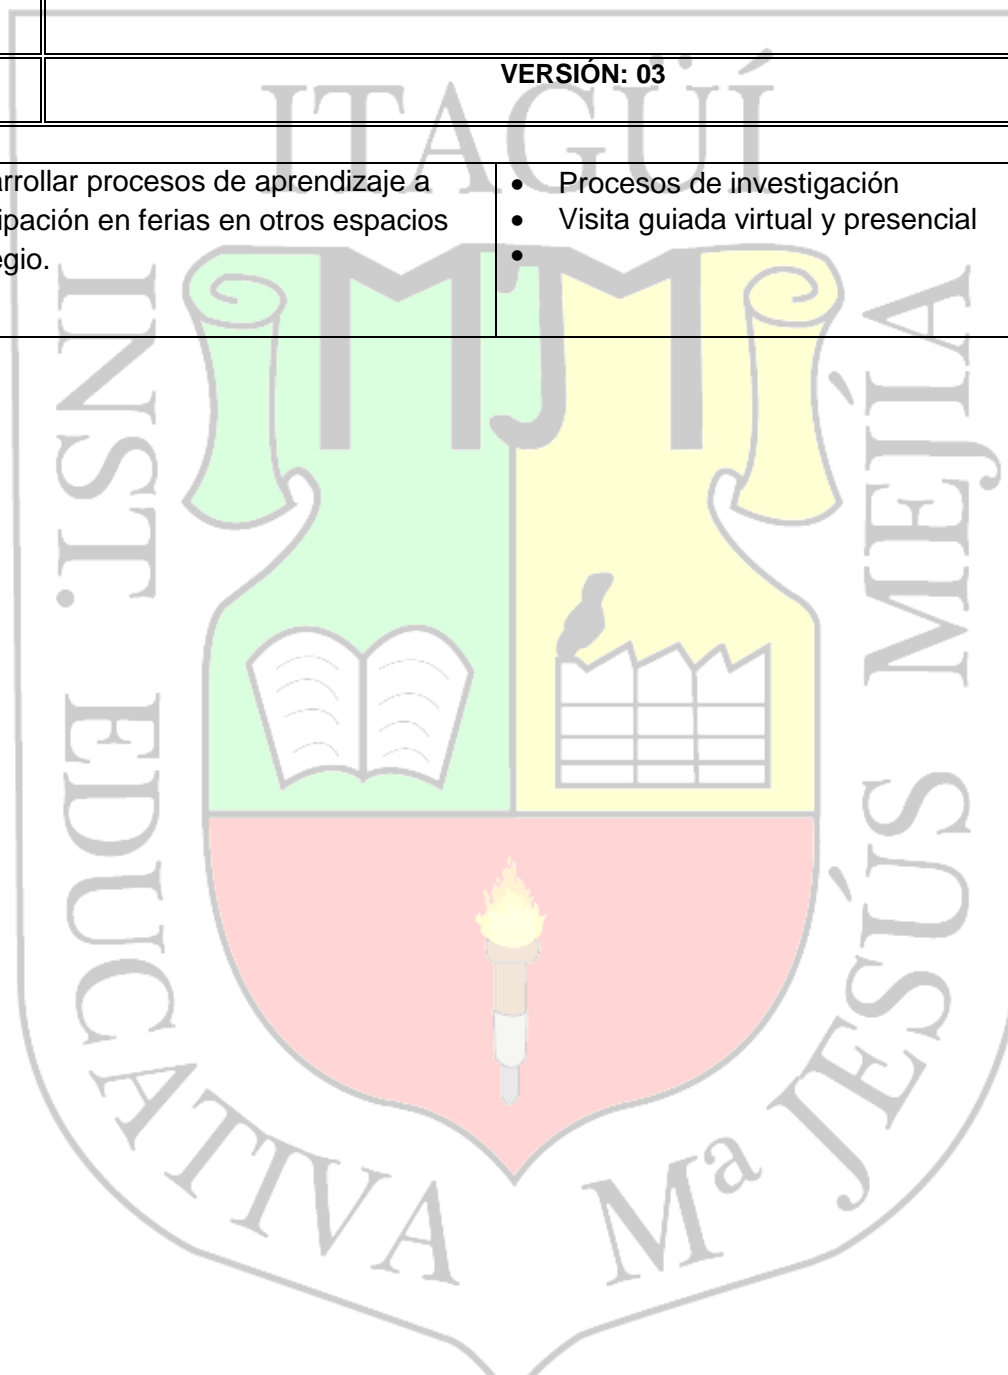 VERSIÓN: 03
rrollar procesos de aprendizaje a
ipación en ferias en otros espacios
egio.
• Procesos de investigación
• Visita guiada virtual y presencial
•
ITAGÜÍ
MJM
INST. EDUCATIVA Mª JESÚS MEJÍA